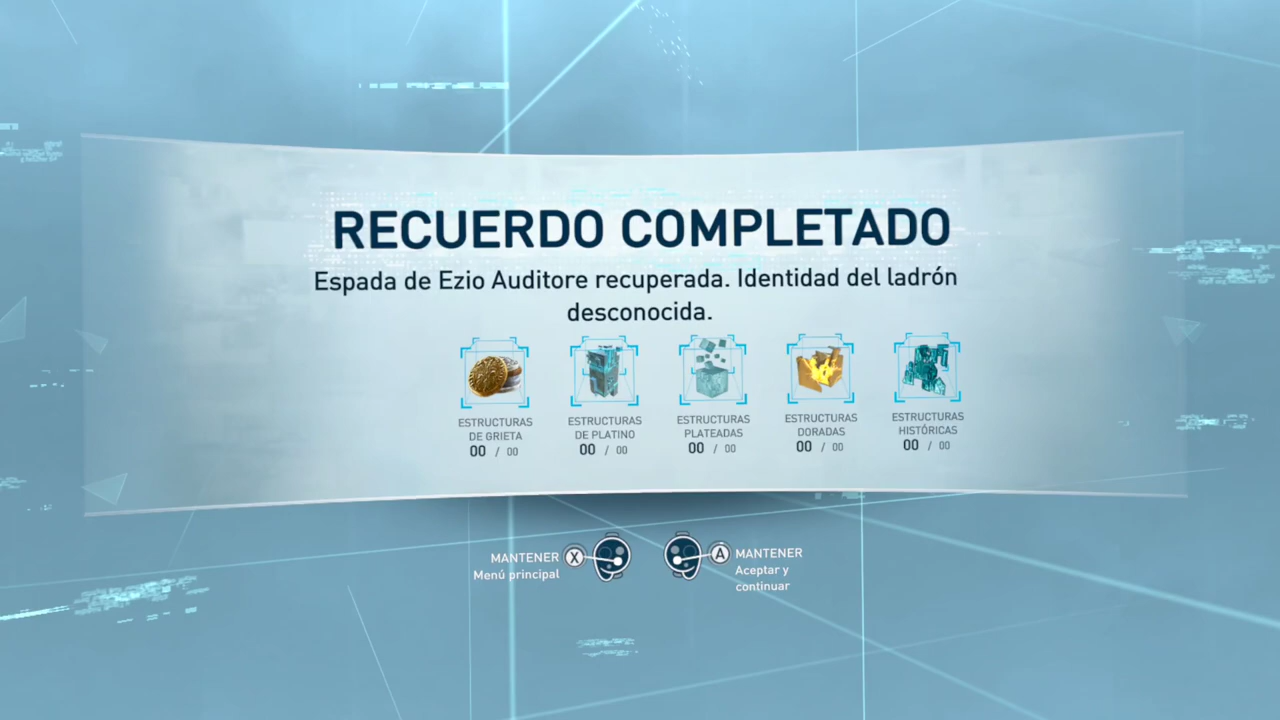 RECUERDO COMPLETADO
Espada de Ezio Auditore recuperada. Identidad del ladrón
desconocida.
ESTRUCTURAS
DE GRIETA
00 / 00
ESTRUCTURAS
DE PLATINO
00 / 00
ESTRUCTURAS
PLATEADAS
00 / 00
ESTRUCTURAS
DORADAS
00 / 00
ESTRUCTURAS
HISTÓRICAS
00 / 00
MANTENER X
Menú principal
A MANTENER
Aceptar y
continuar